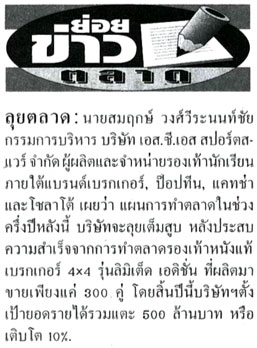 ย่อย
ข่าว
ตลาด
ลุยตลาด : นายสมฤกษ์ วงศ์วีระนนท์ชัย
กรรมการบริหาร บริษัท เอส.ซี.เอส สปอร์ตส-
แวร์ จำกัด ผู้ผลิตและจำหน่ายรองเท้านักเรียน
ภายใต้แบรนด์เบรกเกอร์, ป๊อปทีน, แคทช่า
และโซลาโต้ เผยว่า แผนการทำตลาดในช่วง
ครึ่งปีหลังนี้ บริษัทจะลุยเต็มสูบ หลังประสบ
ความสำเร็จจากการทำตลาดรองเท้าหนังแท้
เบรกเกอร์ 4×4 รุ่นลิมิเต็ด เอดิชั่น ที่ผลิตมา
ขายเพียงแค่ 300 คู่ โดยสิ้นปีนี้บริษัทฯตั้ง
เป้ายอดรายได้รวมแตะ 500 ล้านบาท หรือ
เติบโต 10%.